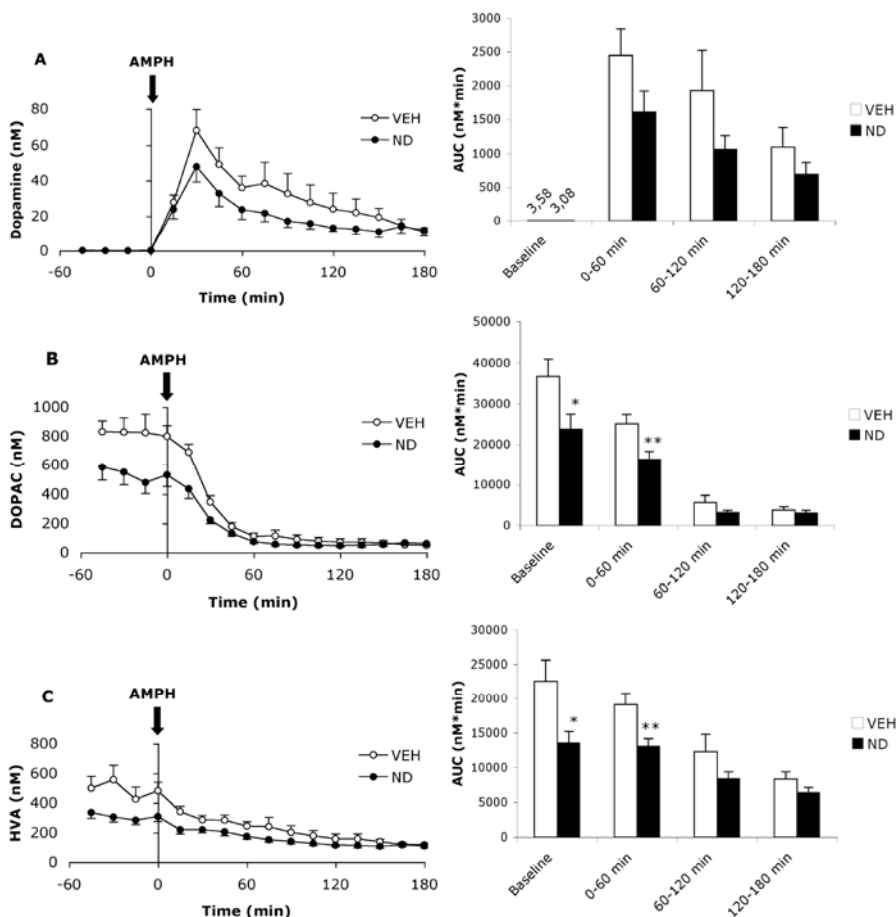 A
AMPH
Dopamine (nM)
80
60
40
20
0
-60
0
60
120
180
Time (min)
VEH
ND
AUC (nM*min)
3000
2500
2000
1500
1000
500
0
3,58
3,08
Baseline
0-60 min
60-120 min
120-180 min
VEH
ND
B
AMPH
DOPAC (nM)
1000
800
600
400
200
0
-60
0
60
120
180
Time (min)
VEH
ND
AUC (nM*min)
50000
40000
30000
20000
10000
0
*
**
Baseline
0-60 min
60-120 min
120-180 min
VEH
ND
C
AMPH
HVA (nM)
800
600
400
200
0
-60
0
60
120
180
Time (min)
VEH
ND
AUC (nM*min)
30000
25000
20000
15000
10000
5000
0
*
**
Baseline
0-60 min
60-120 min
120-180 min
VEH
ND